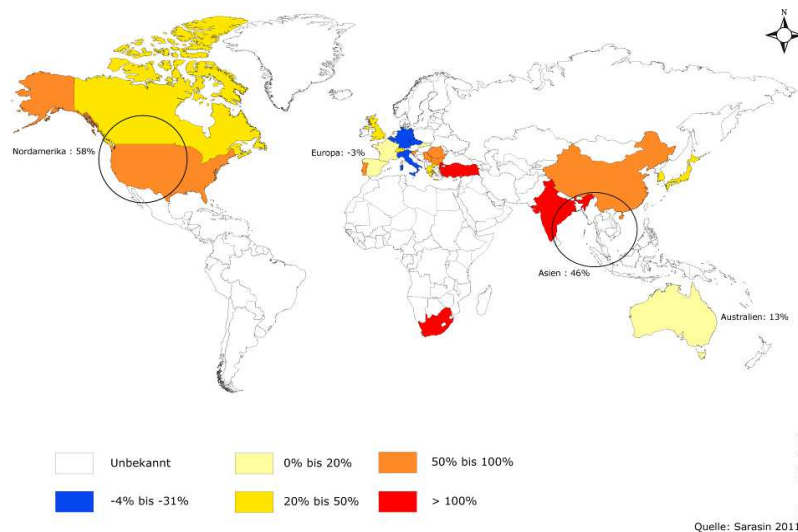 N
Nordamerika : 58%
Europa: -3%
Asien : 46%
Australien: 13%
Unbekannt
0% bis 20%
50% bis 100%
-4% bis -31%
20% bis 50%
> 100%
Quelle: Sarasin 2011